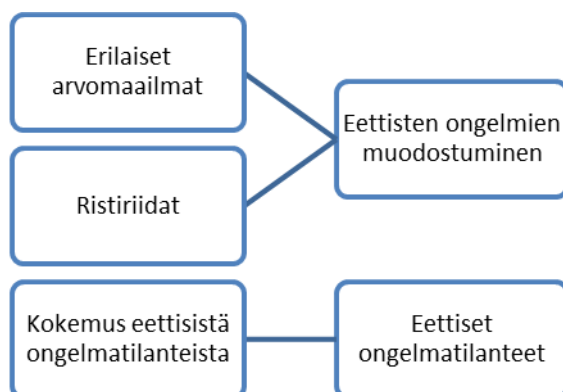 Erilaiset
arvomaailmat
Eettisten ongelmien
muodostuminen
Ristiriidat
Kokemus eettisistä
ongelmatilanteista
Eettiset
ongelmatilanteet